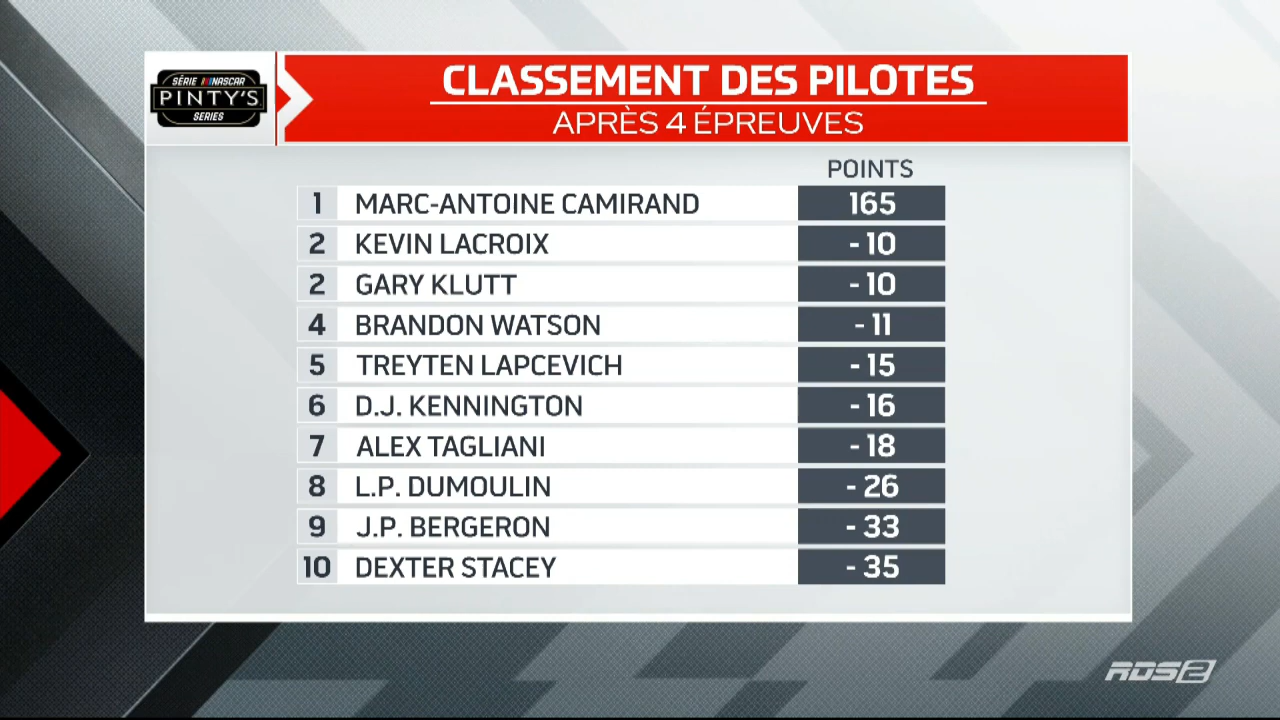 SÉRIE NASCAR
PINTY'S
SERIES
CLASSEMENT DES PILOTES
APRÈS 4 ÉPREUVES
POINTS
1 MARC-ANTOINE CAMIRAND 165
2 KEVIN LACROIX - 10
2 GARY KLUTT - 10
4 BRANDON WATSON - 11
5 TREYTEN LAPCEVICH - 15
6 D.J. KENNINGTON - 16
7 ALEX TAGLIANI - 18
8 L.P. DUMOULIN - 26
9 J.P. BERGERON - 33
10 DEXTER STACEY - 35
RDS2